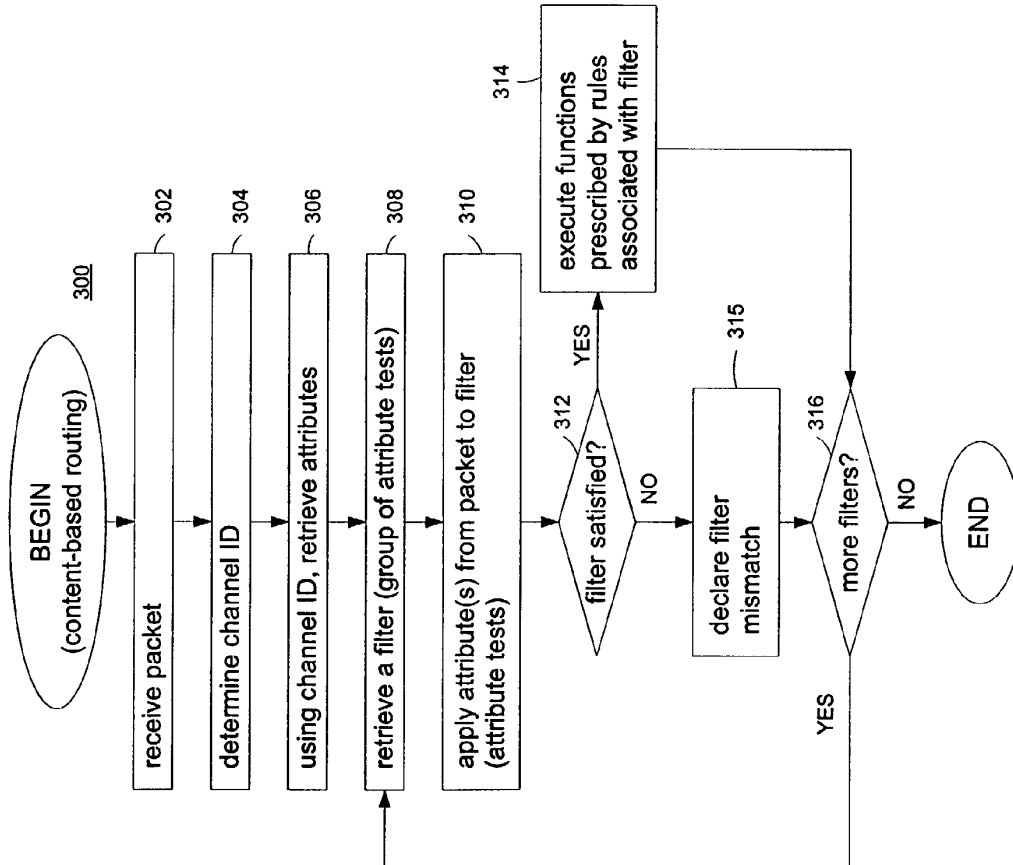 BEGIN
(content-based routing)
300
receive packet
302
determine channel ID
304
using channel ID, retrieve attributes
306
retrieve a filter (group of attribute tests)
308
apply attribute(s) from packet to filter
(attribute tests)
310
filter satisfied?
312
YES
NO
execute functions
prescribed by rules
associated with filter
314
declare filter
mismatch
315
more filters?
316
YES
NO
END